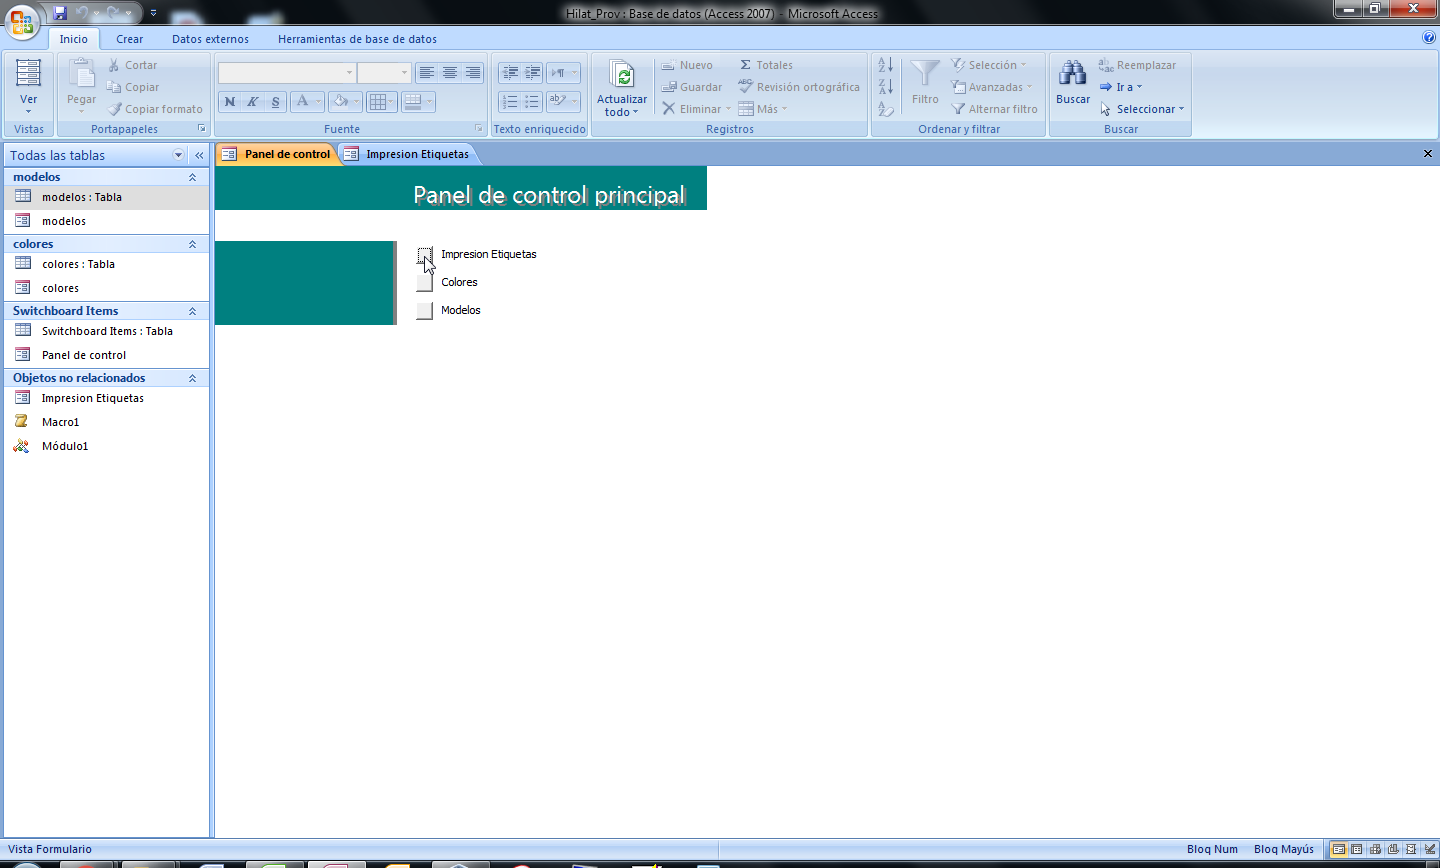 Hilat_Prov : Base de datos (Access 2007) - Microsoft Access
Inicio Crear Datos externos Herramientas de base de datos
Ver
Vistas
Pegar
Cortar
Copiar
Copiar formato
Portapapeles
N K S A
Fuente
Texto enriquecido
Actualizar
todo
Nuevo
Guardar
Eliminar
Totales
Revisión ortográfica
Más
Registros
Filtro
Selección
Avanzadas
Alternar filtro
Ordenar y filtrar
Buscar
Reemplazar
Ir a
Seleccionar
Buscar
Todas las tablas
modelos
modelos : Tabla
modelos
colores
colores : Tabla
colores
Switchboard Items
Switchboard Items : Tabla
Panel de control
Objetos no relacionados
Impresion Etiquetas
Macro1
Módulo1
Panel de control Impresion Etiquetas
Panel de control principal
Impresion Etiquetas
Colores
Modelos
Vista Formulario Bloq Num Bloq Mayús